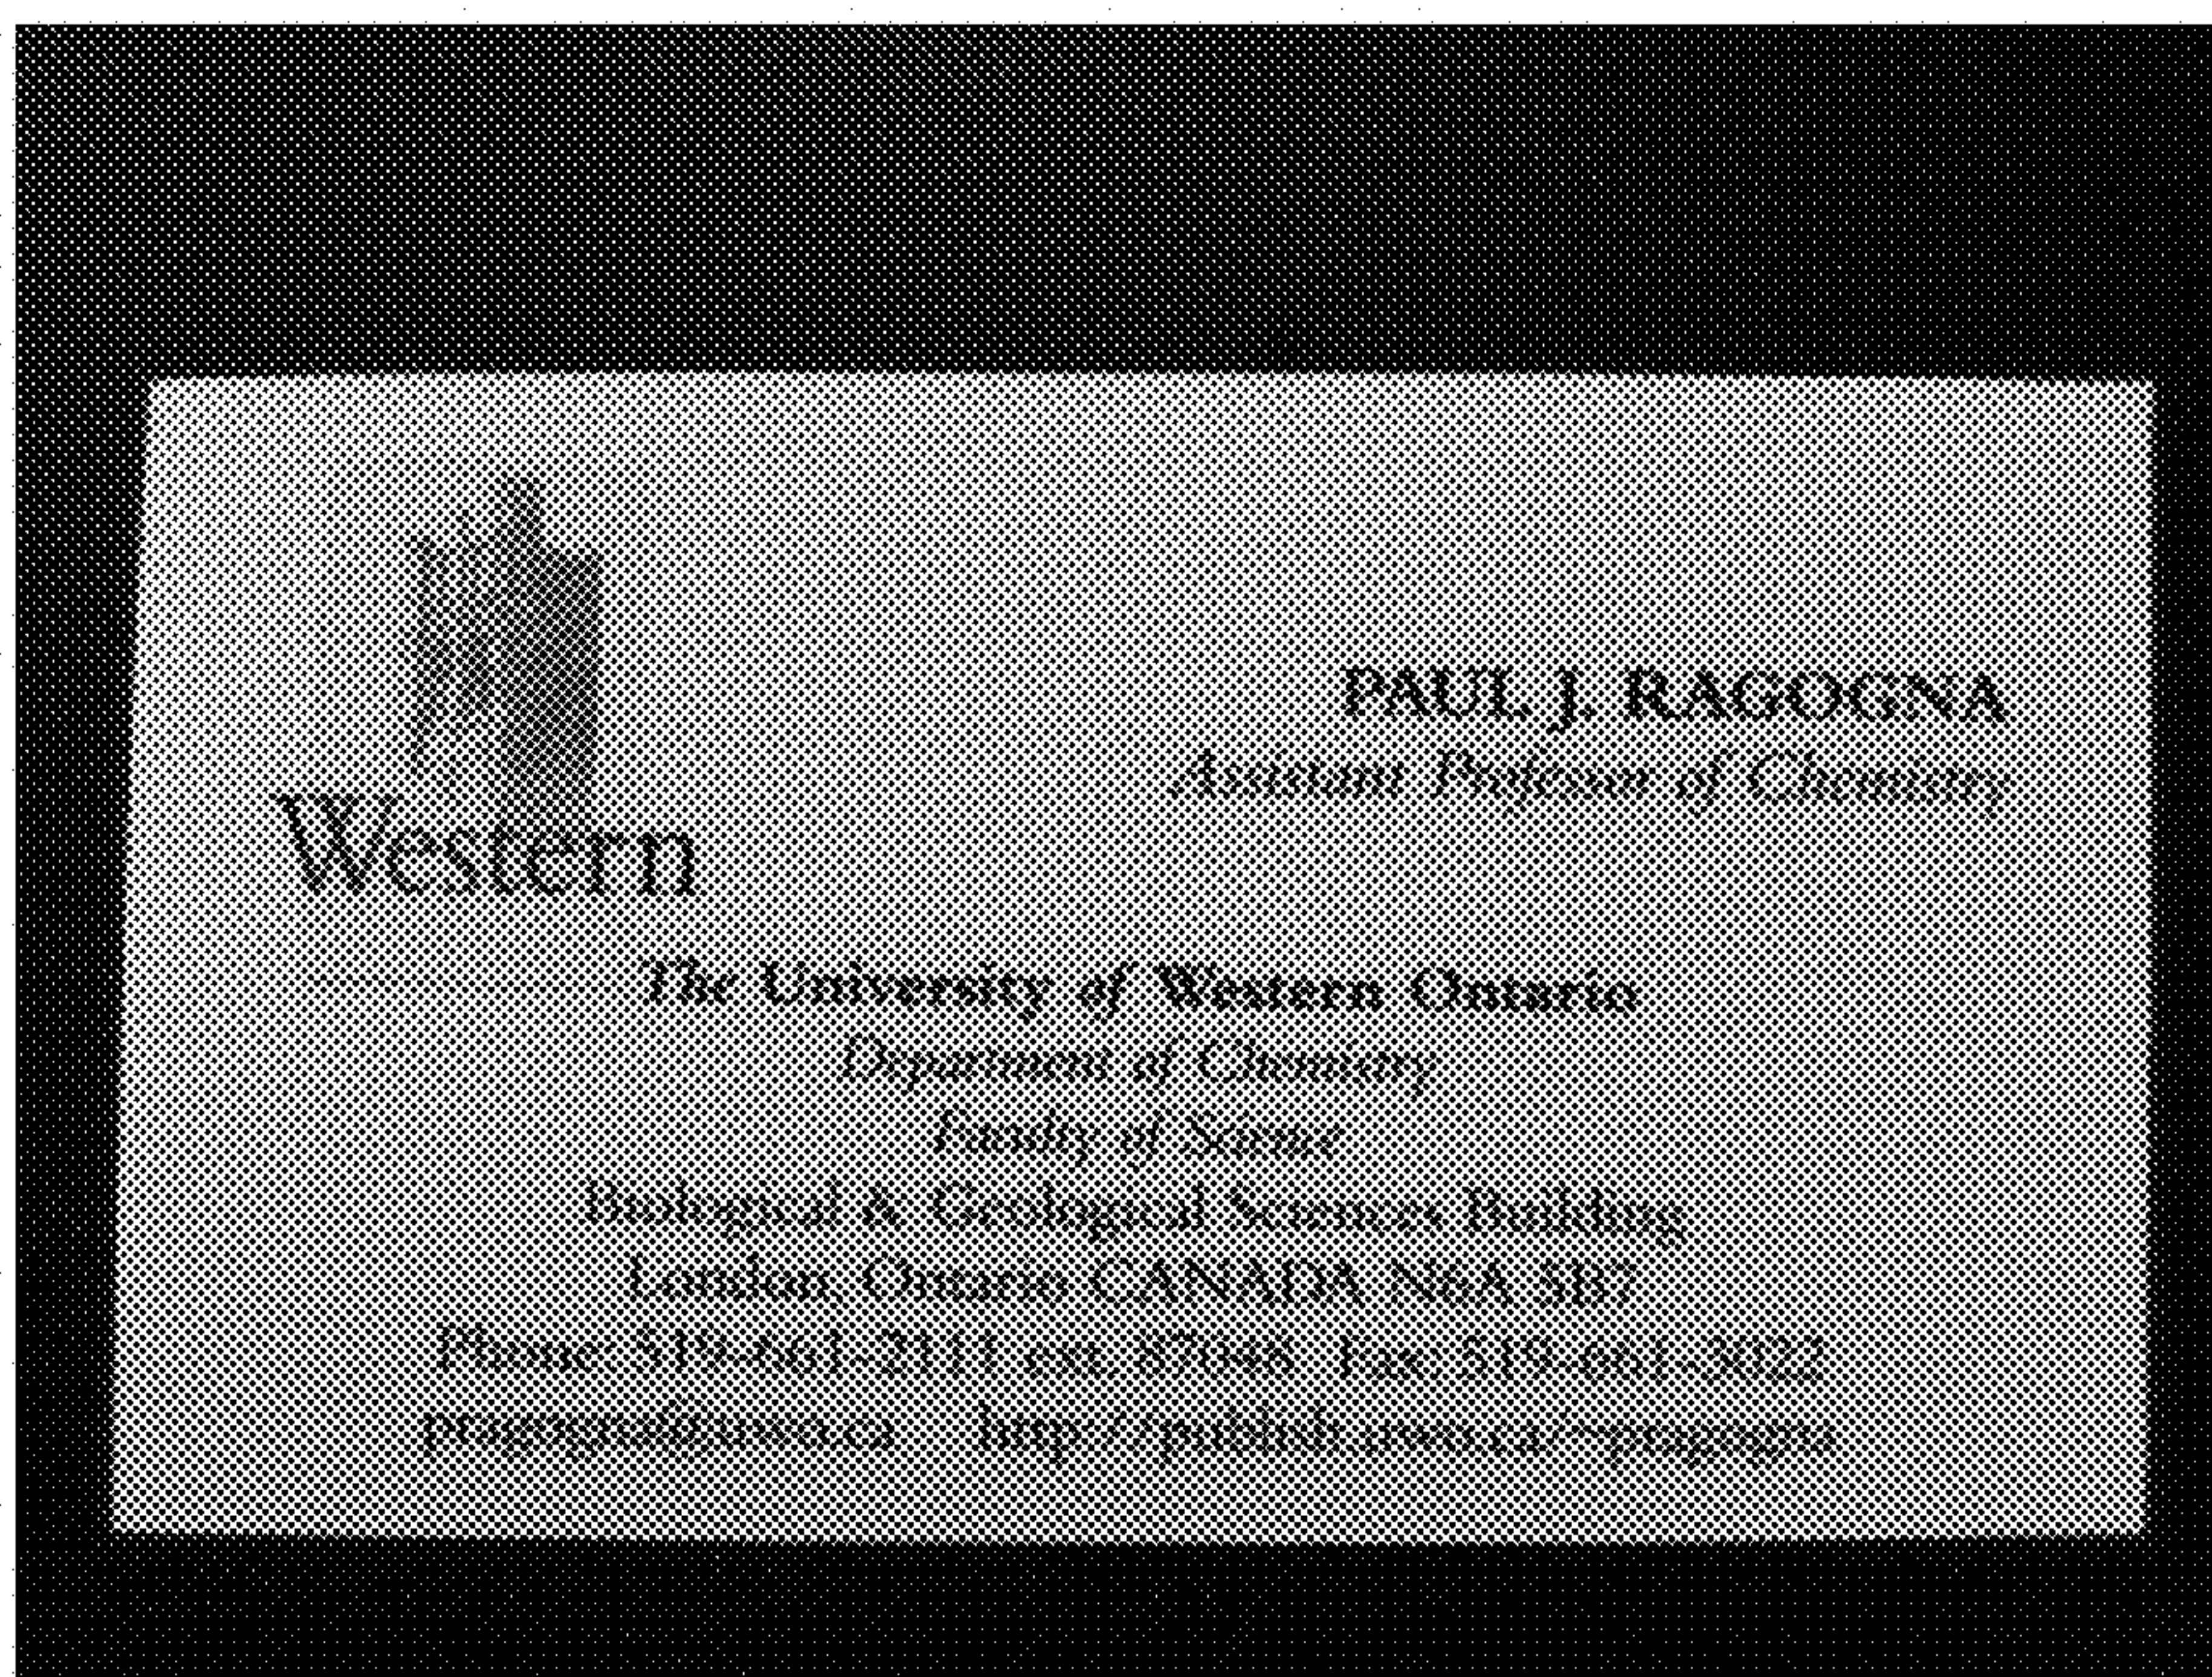 Western
PAUL J. RAGOGNA
Assistant Professor of Chemistry
The University of Western Ontario
Department of Chemistry
Faculty of Science
Biological & Geological Sciences Building
London, Ontario CANADA N6A 5B7
Phone: 519-661-2111 ext. 87048 Fax: 519-661-3022
pragogna@uwo.ca http://publish.uwo.ca/~pragogna